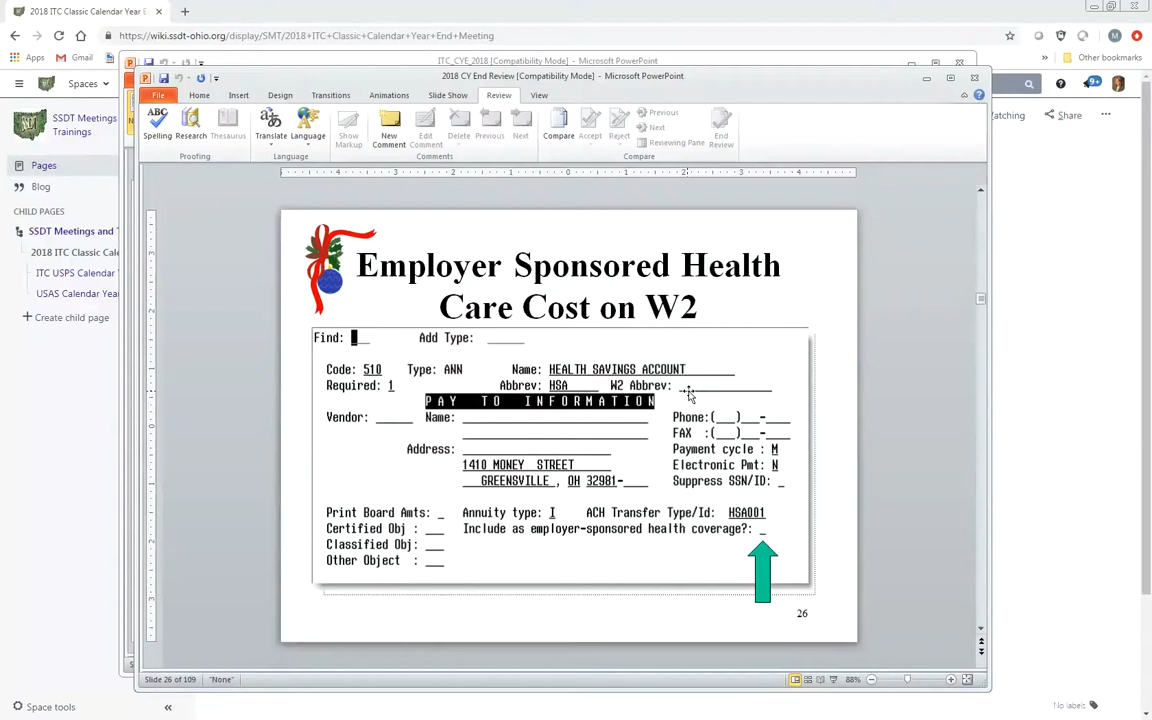 2018 ITC Classic Calendar Year E
https://wiki.ssdt-ohio.org/display/SMT/2018+ITC+Classic+Calendar+Year+End+Meeting
M
Apps
Gmail
Other bookmarks
ITC_CYE_2018 [Compatibility Mode] - Microsoft PowerPoint
2018 CY End Review [Compatibility Mode] - Microsoft PowerPoint
Spaces
9+
File
Home
Insert
Design
Transitions
Animations
Slide Show
Review
View
ABC
Spelling
Research
Thesaurus
Translate
Language
Show Markup
New Comment
Edit Comment
Delete
Previous
Next
Compare
Accept
Reject
Previous
Next
Reviewing Pane
End Review
Proofing
Language
Comments
Compare
SSDT Meetings
Trainings
atching
Share
Pages
Blog
CHILD PAGES
SSDT Meetings and T
2018 ITC Classic Cale
ITC USPS Calendar Y
USAS Calendar Year
+ Create child page
Employer Sponsored Health
Care Cost on W2
Find: Add Type:
Code: 510 Type: ANN Name: HEALTH SAVINGS ACCOUNT
Required: 1 Abbrev: HSA W2 Abbrev:
PAY TO INFORMATION
Vendor: Name: Phone:( ) -
FAX :( ) -
Address: Payment cycle : M
1410 MONEY STREET Electronic Pmt: N
GREENSVILLE , OH 32981- Suppress SSN/ID:
Print Board Amts: Annuity type: I ACH Transfer Type/Id: HSA001
Certified Obj : Include as employer-sponsored health coverage?:
Classified Obj:
Other Object :
26
Slide 26 of 109
"None"
88%
Space tools
No labels